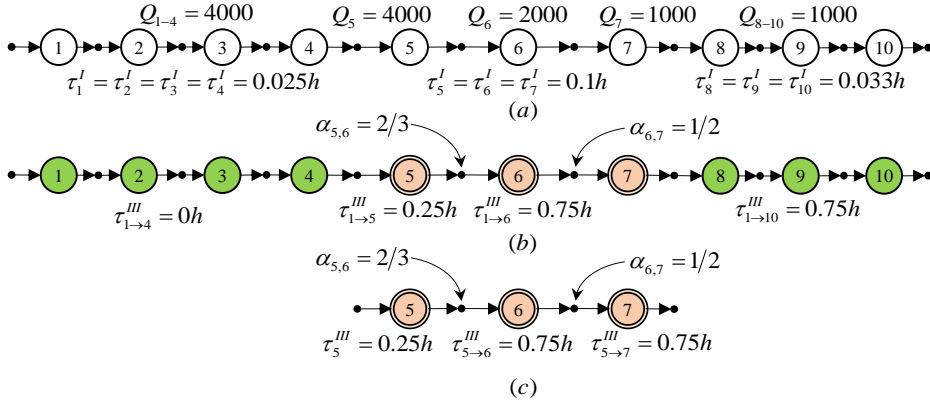 Q₁₋₄ = 4000 Q₅ = 4000 Q₆ = 2000 Q₇ = 1000 Q₈₋₁₀ = 1000
1 2 3 4 5 6 7 8 9 10
τ₁ᴵ = τ₂ᴵ = τ₃ᴵ = τ₄ᴵ = 0.025h τ₅ᴵ = τ₆ᴵ = τ₇ᴵ = 0.1h τ₈ᴵ = τ₉ᴵ = τ₁₀ᴵ = 0.033h
(a)
α₅,₆ = 2/3 α₆,₇ = 1/2
1 2 3 4 5 6 7 8 9 10
τ₁→₄ᴵᴵᴵ = 0h τ₁→₅ᴵᴵᴵ = 0.25h τ₁→₆ᴵᴵᴵ = 0.75h τ₁→₁₀ᴵᴵᴵ = 0.75h
(b)
α₅,₆ = 2/3 α₆,₇ = 1/2
5 6 7
τ₅ᴵᴵᴵ = 0.25h τ₅→₆ᴵᴵᴵ = 0.75h τ₅→₇ᴵᴵᴵ = 0.75h
(c)